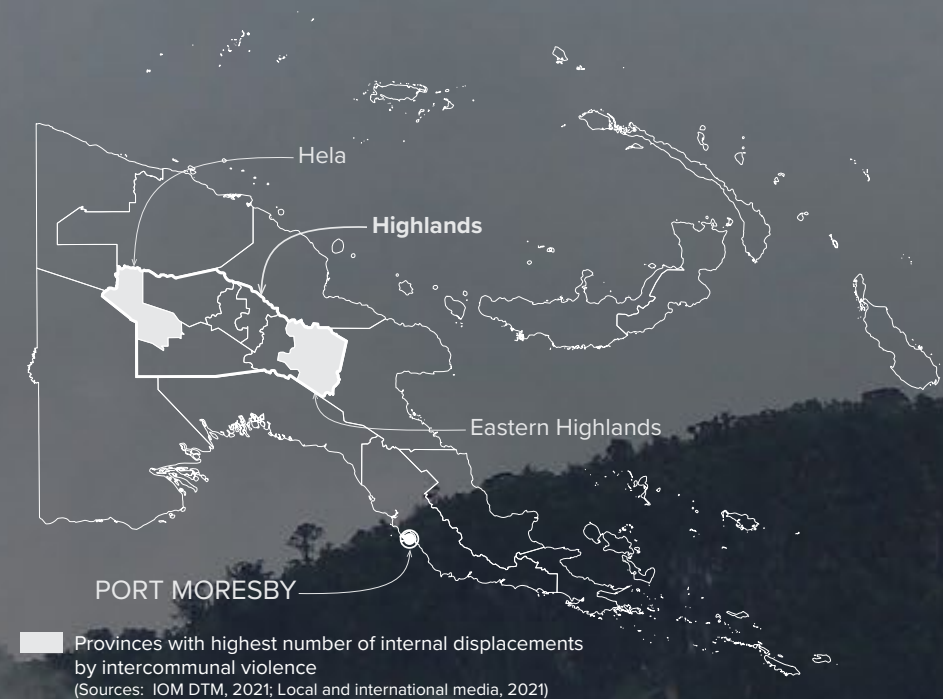 Hela
Highlands
Eastern Highlands
PORT MORESBY
Provinces with highest number of internal displacements
by intercommunal violence
(Sources: IOM DTM, 2021; Local and international media, 2021)